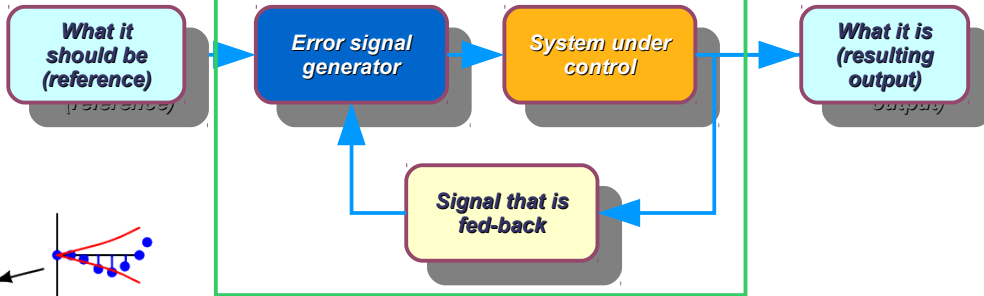 What it
should be
(reference)
Error signal
generator
System under
control
What it is
(resulting
output)
Signal that is
fed-back